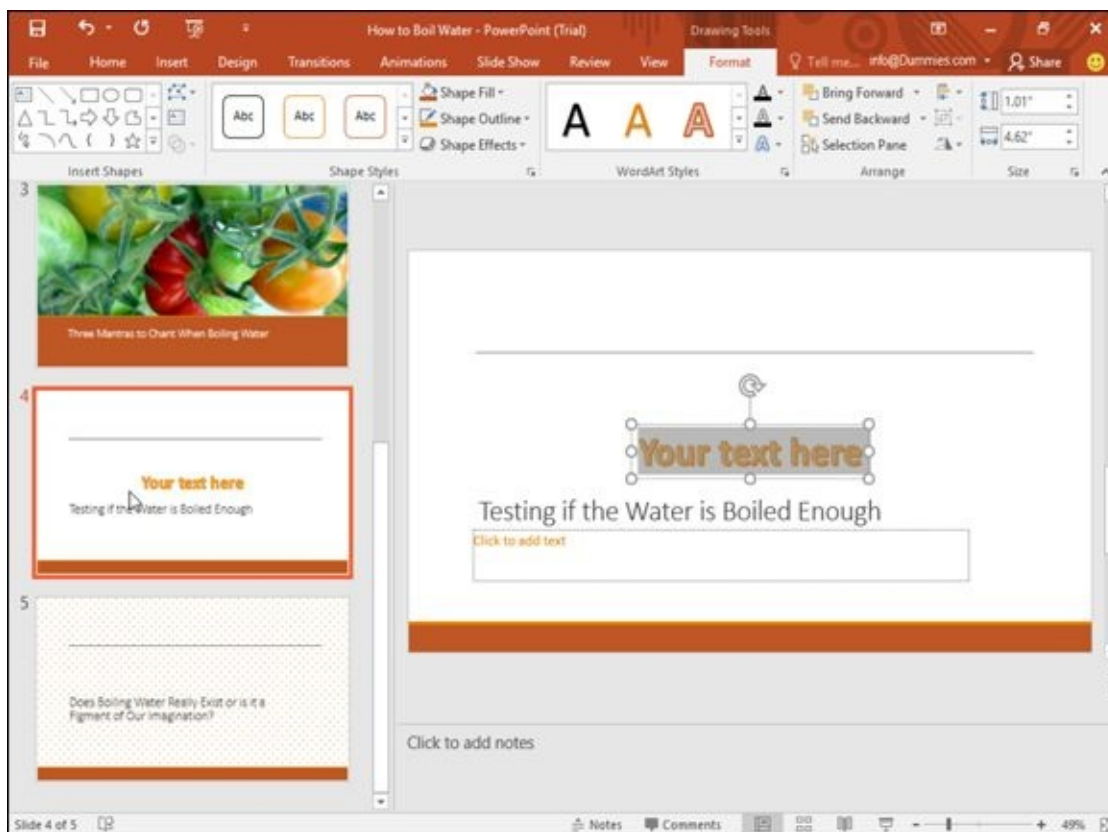 How to Boil Water - PowerPoint (Trial)
Drawing Tools
File Home Insert Design Transitions Animations Slide Show Review View Format Tell me... info@Dummies.com Share
Abc Abc Abc
Shape Fill
Shape Outline
Shape Effects
A A A
A
A
A
Bring Forward
Send Backward
Selection Pane
1.01"
4.62"
Insert Shapes Shape Styles WordArt Styles Arrange Size
3
Three Mantras to Chant When Boiling Water
4
Your text here
Testing if the Water is Boiled Enough
5
Does Boiling Water Really Exist or is it a
Figment of Our Imagination?
Your text here
Testing if the Water is Boiled Enough
Click to add text
Click to add notes
Slide 4 of 5 Notes Comments 49%